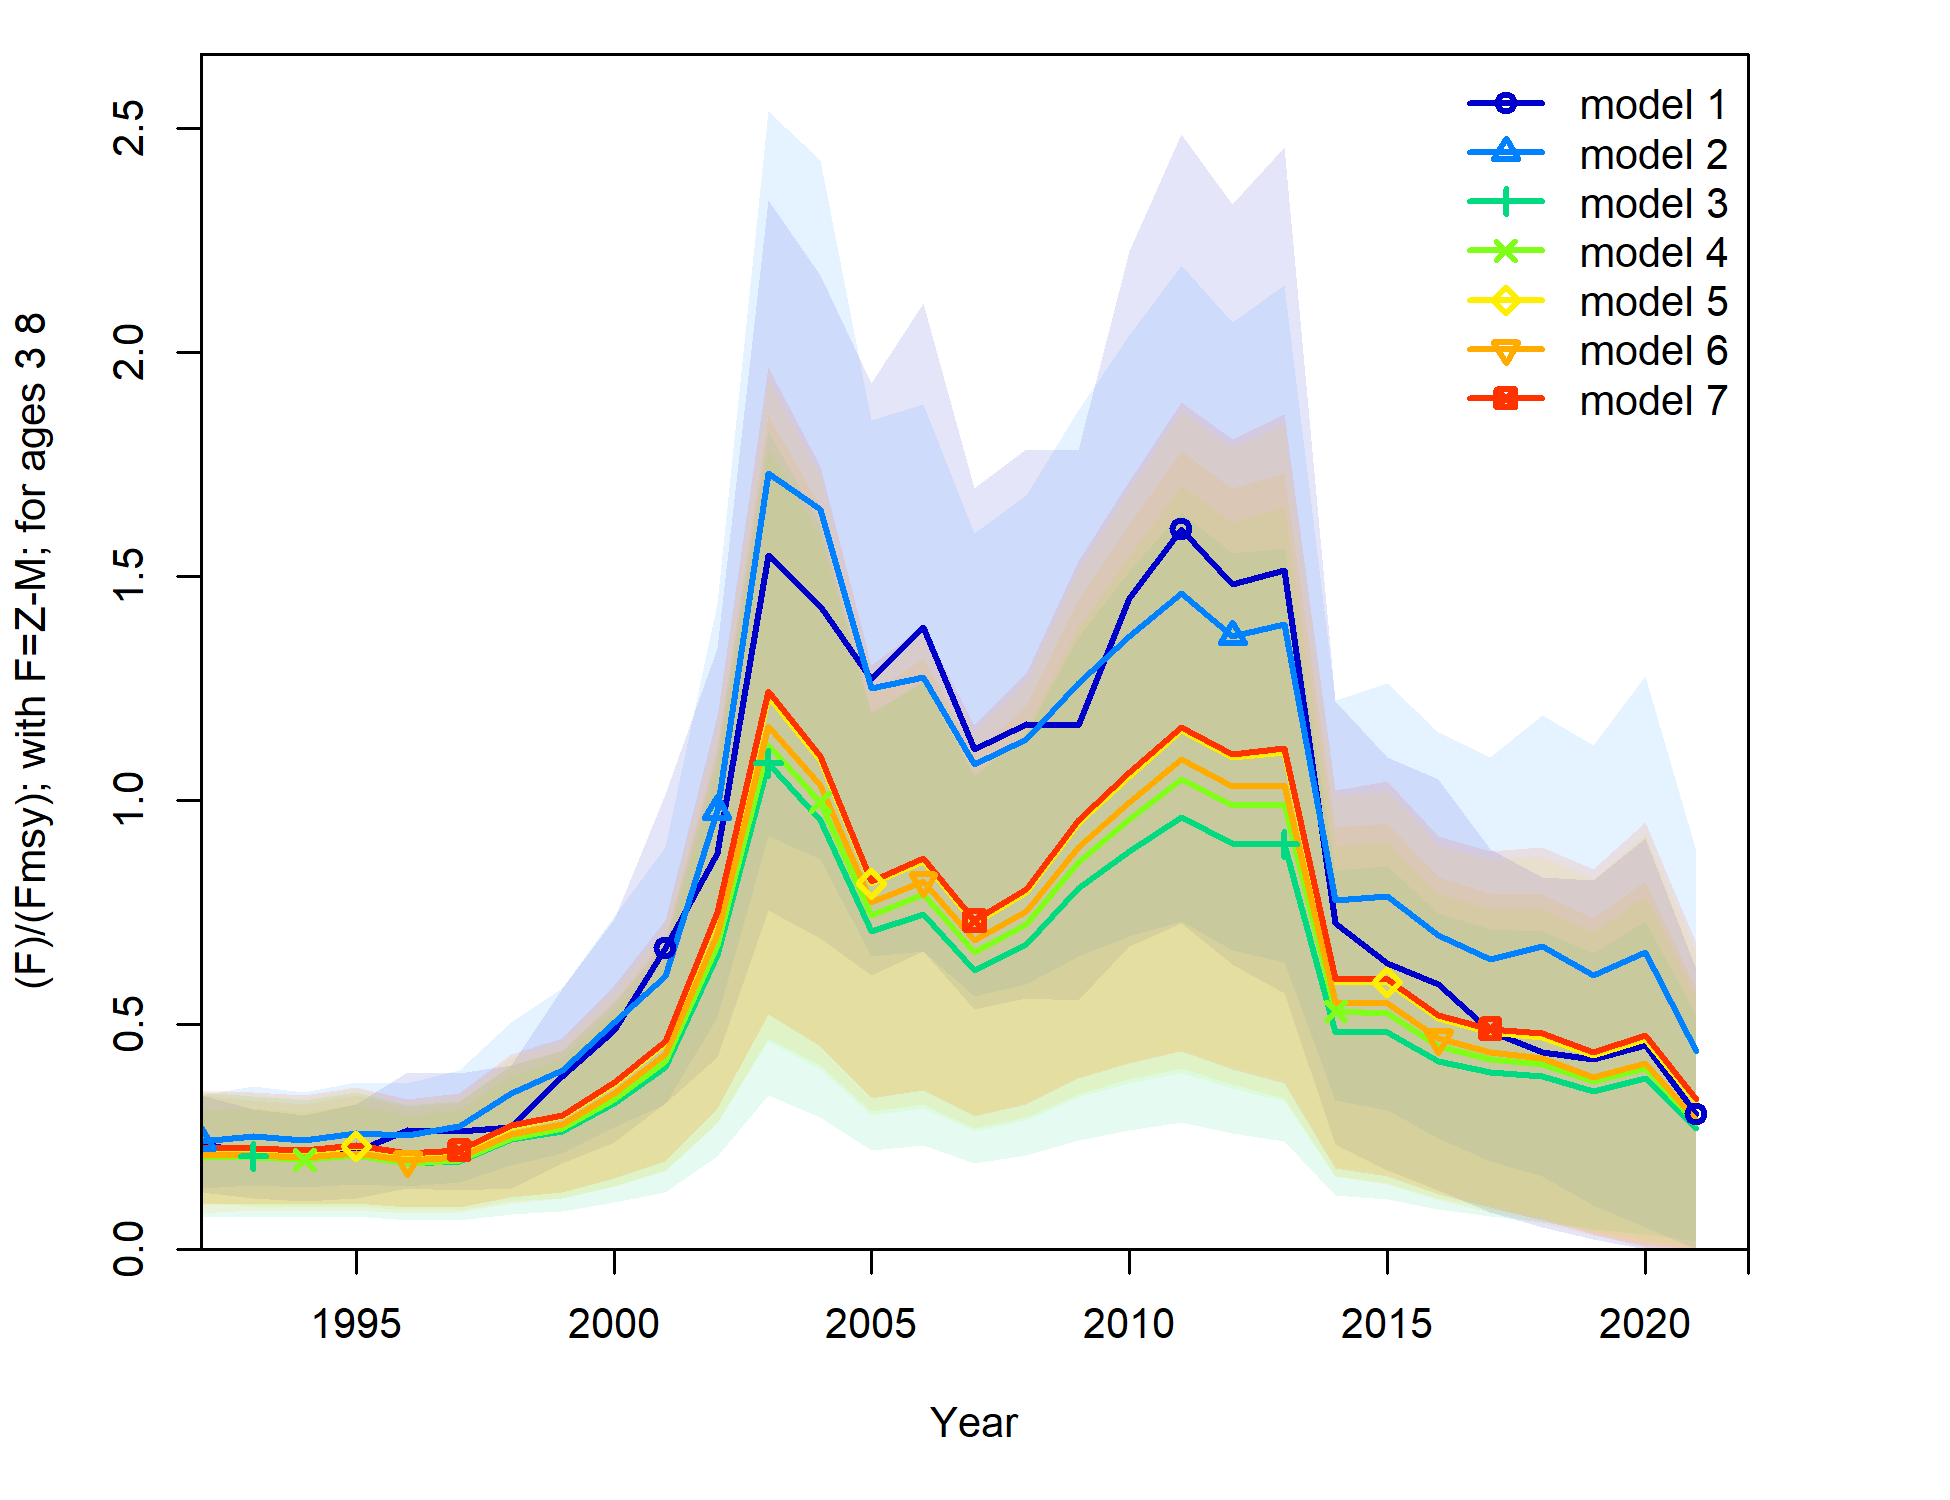 (F)/(Fmsy); with F=Z-M; for ages 3 8
2.5
2.0
1.5
1.0
0.5
0.0
model 1
model 2
model 3
model 4
model 5
model 6
model 7
1995 2000 2005 2010 2015 2020
Year